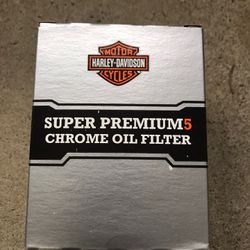 MOTOR
HARLEY-DAVIDSON
CYCLES
SUPER PREMIUM5
CHROME OIL FILTER